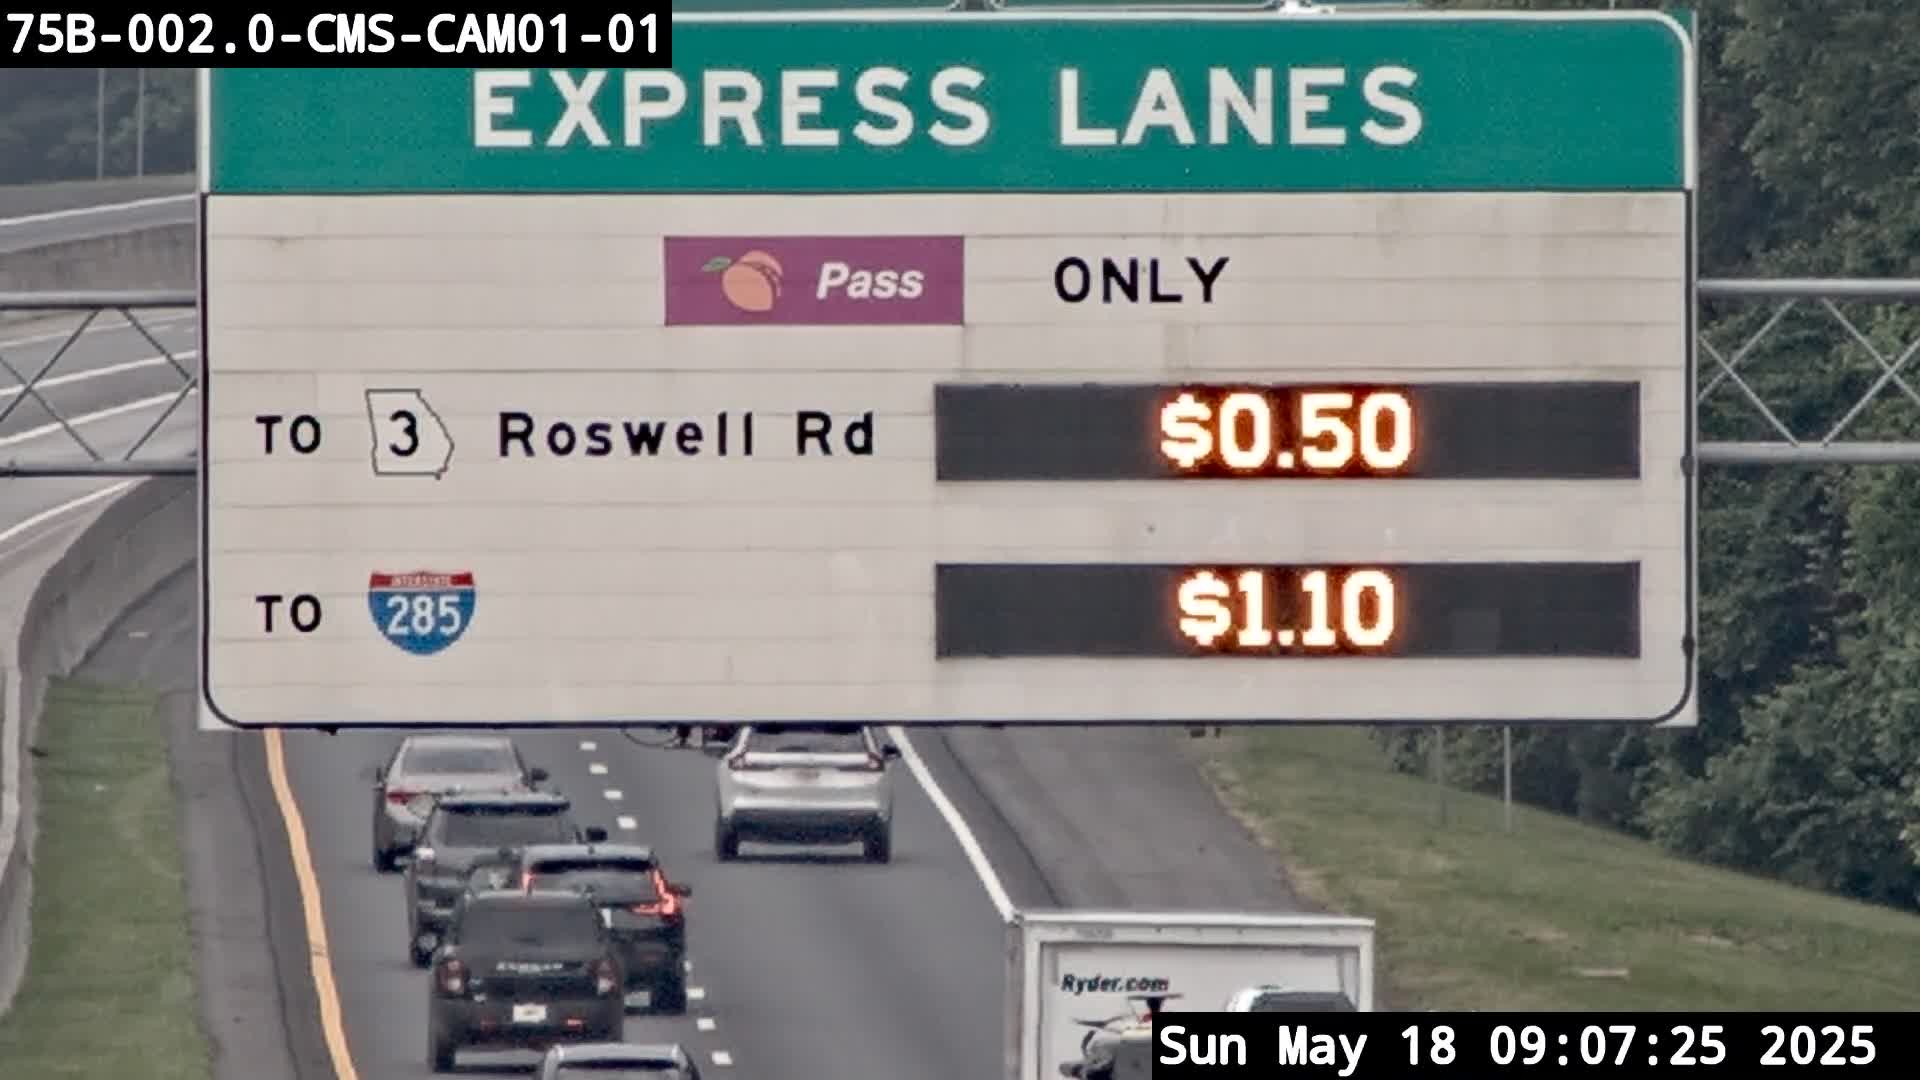 75B-002.0-CMS-CAM01-01
EXPRESS LANES
Pass ONLY
TO 3 Roswell Rd $0.50
TO INTERSTATE 285 $1.10
Ryder.com
Sun May 18 09:07:25 2025